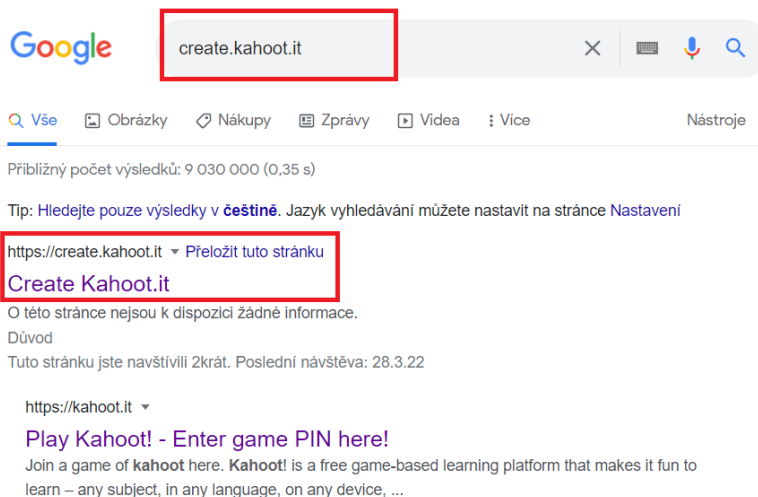 Google
create.kahoot.it
Vše Obrázky Nákupy Zprávy Videa Více Nástroje
Přibližný počet výsledků: 9 030 000 (0,35 s)
Tip: Hledejte pouze výsledky v češtině. Jazyk vyhledávání můžete nastavit na stránce Nastavení
https://create.kahoot.it Přeložit tuto stránku
Create Kahoot.it
O této stránce nejsou k dispozici žádné informace.
Důvod
Tuto stránku jste navštívili 2krát. Poslední návštěva: 28.3.22
https://kahoot.it
Play Kahoot! - Enter game PIN here!
Join a game of kahoot here. Kahoot! is a free game-based learning platform that makes it fun to
learn – any subject, in any language, on any device, ...